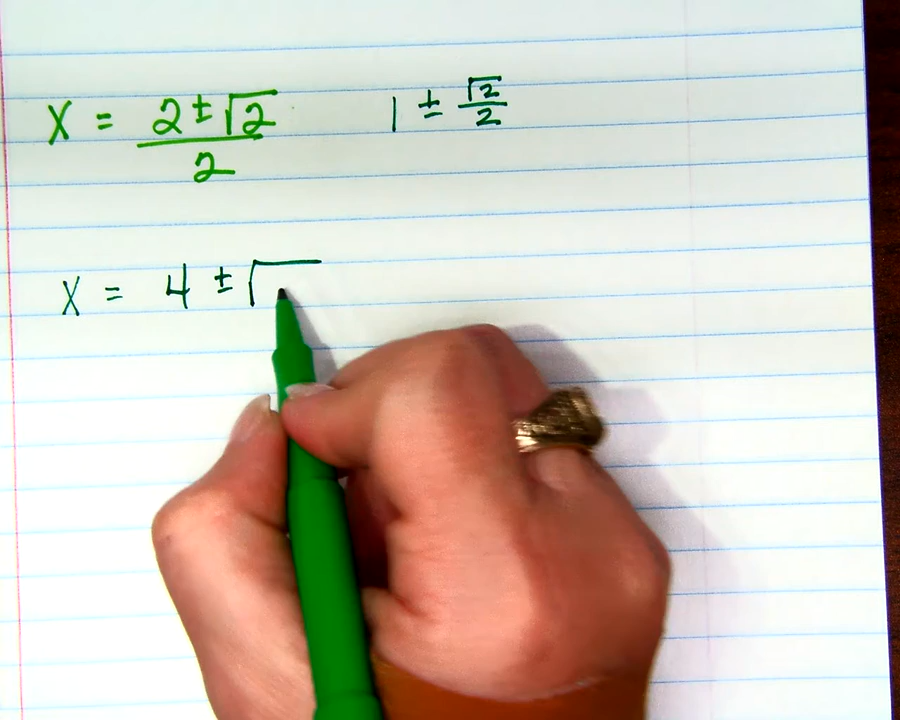 x = 2 ± √2 / 2    1 ± √2 / 2
x = 4 ± √